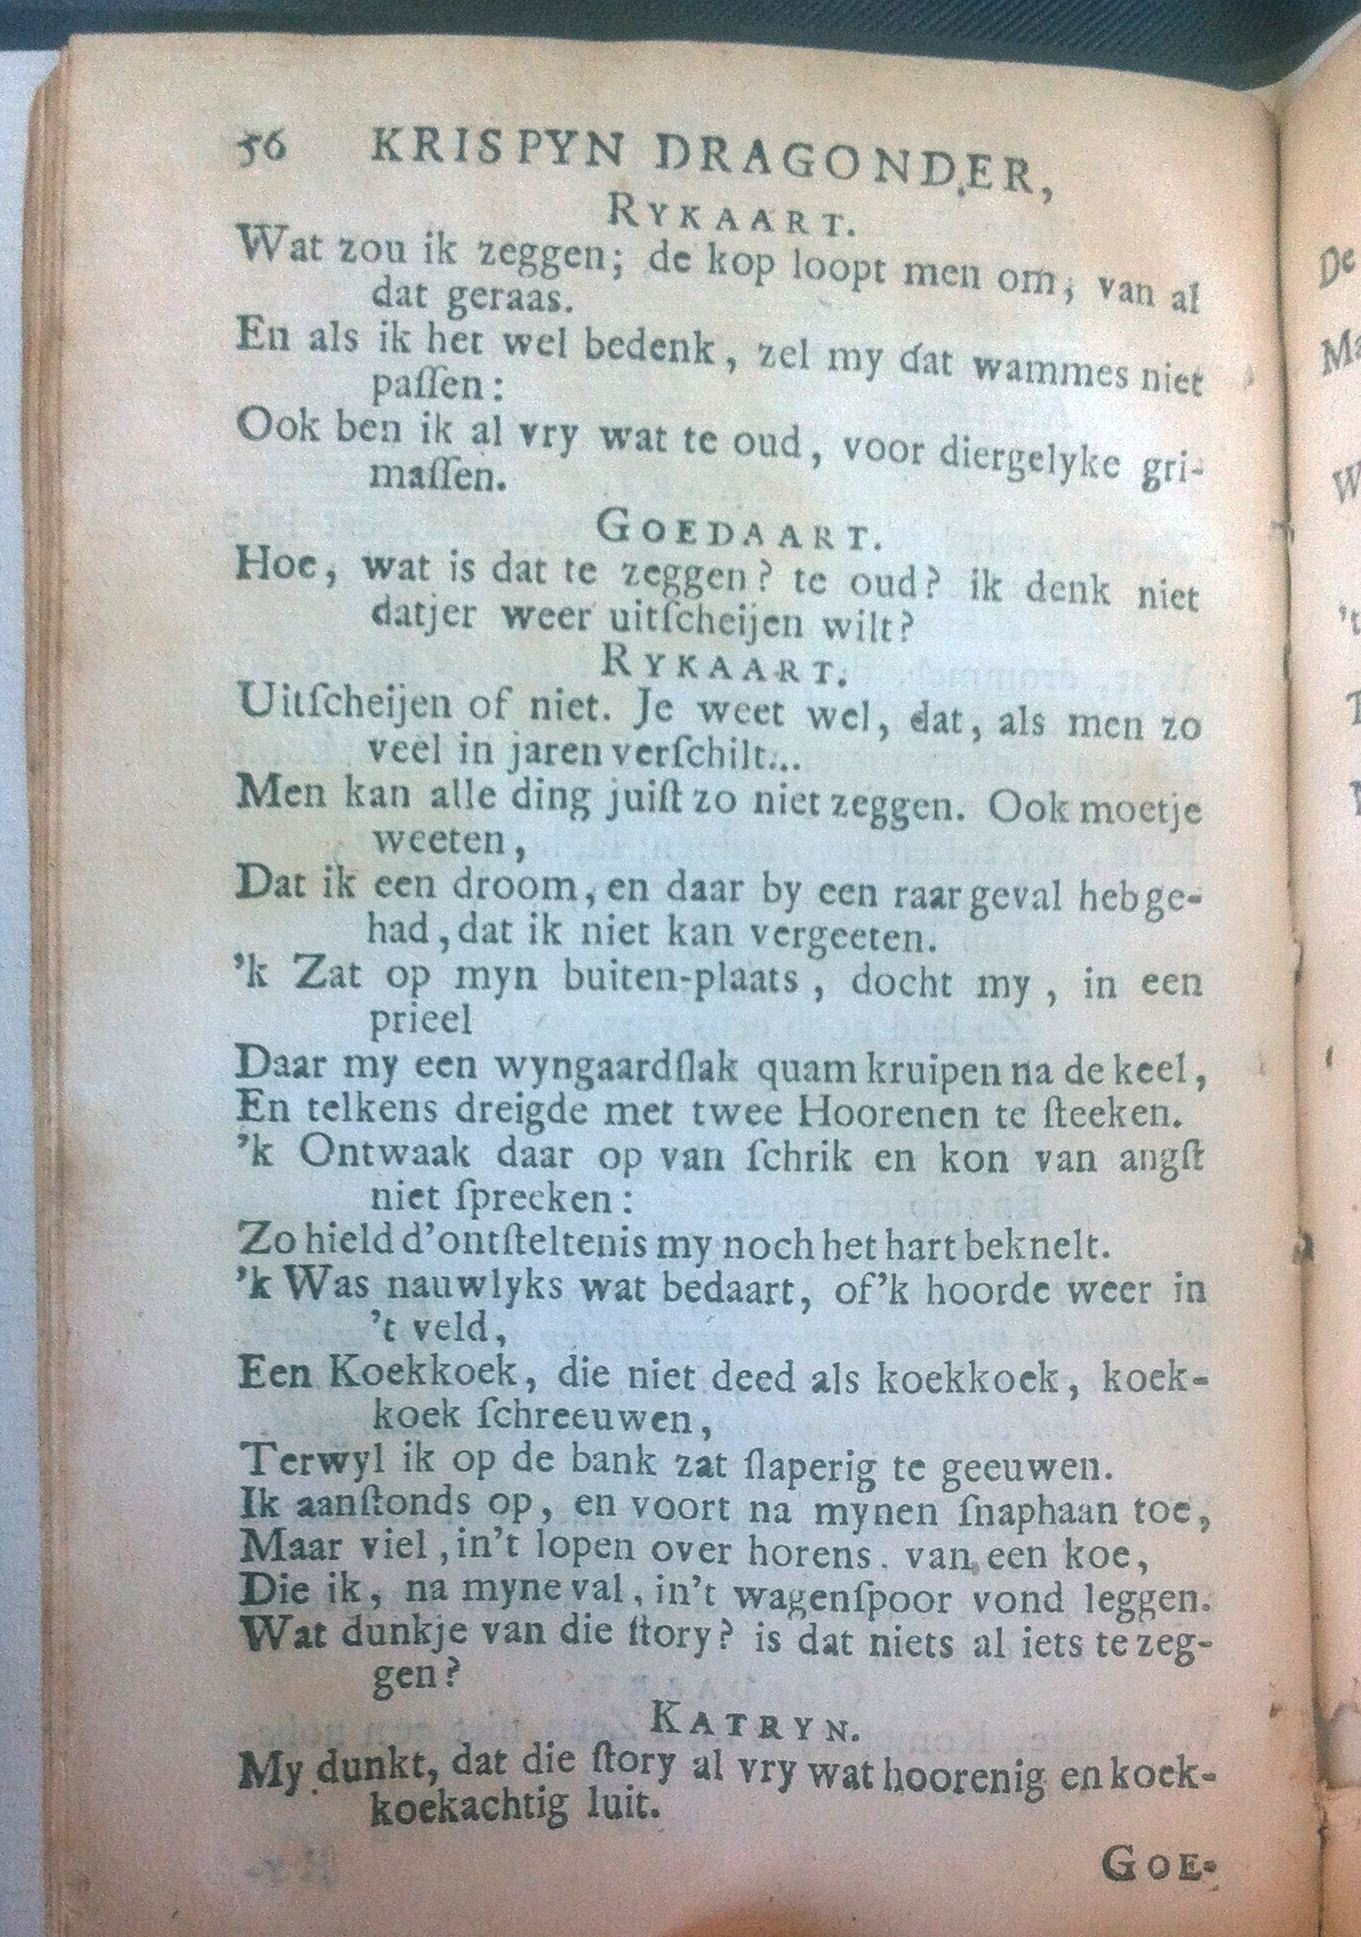 56 KRISPYN DRAGONDER,
RYKAART.
Wat zou ik zeggen; de kop loopt men om, van al
dat geraas.
En als ik het wel bedenk, zel my dat wammes niet
paſſen:
Ook ben ik al vry wat te oud, voor diergelyke gri-
maſſen.
GOEDAART.
Hoe, wat is dat te zeggen? te oud? ik denk niet
datjer weer uitſcheijen wilt?
RYKAART.
Uitſcheijen of niet. Je weet wel, dat, als men zo
veel in jaren verſchilt...
Men kan alle ding juiſt zo niet zeggen. Ook moetje
weeten,
Dat ik een droom, en daar by een raar geval heb ge-
had, dat ik niet kan vergeeten.
'k Zat op myn buiten-plaats, docht my, in een
prieel
Daar my een wyngaardſlak quam kruipen na de keel,
En telkens dreigde met twee Hoorenen te ſteeken.
'k Ontwaak daar op van ſchrik en kon van angſt
niet ſpreeken:
Zo hield d'ontſteltenis my noch het hart beknelt.
'k Was nauwlyks wat bedaart, of 'k hoorde weer in
't veld,
Een Koekkoek, die niet deed als koekkoek, koek-
koek ſchreeuwen,
Terwyl ik op de bank zat ſlaperig te geeuwen.
Ik aanſtonds op, en voort na mynen ſnaphaan toe,
Maar viel, in't lopen over horens. van een koe,
Die ik, na myne val, in't wagenſpoor vond leggen.
Wat dunkje van die ſtory? is dat niets al iets te zeg-
gen?
KATRYN.
My dunkt, dat die ſtory al vry wat hoorenig en koek-
koekachtig luit.
GOE-
De
Ma
W
't